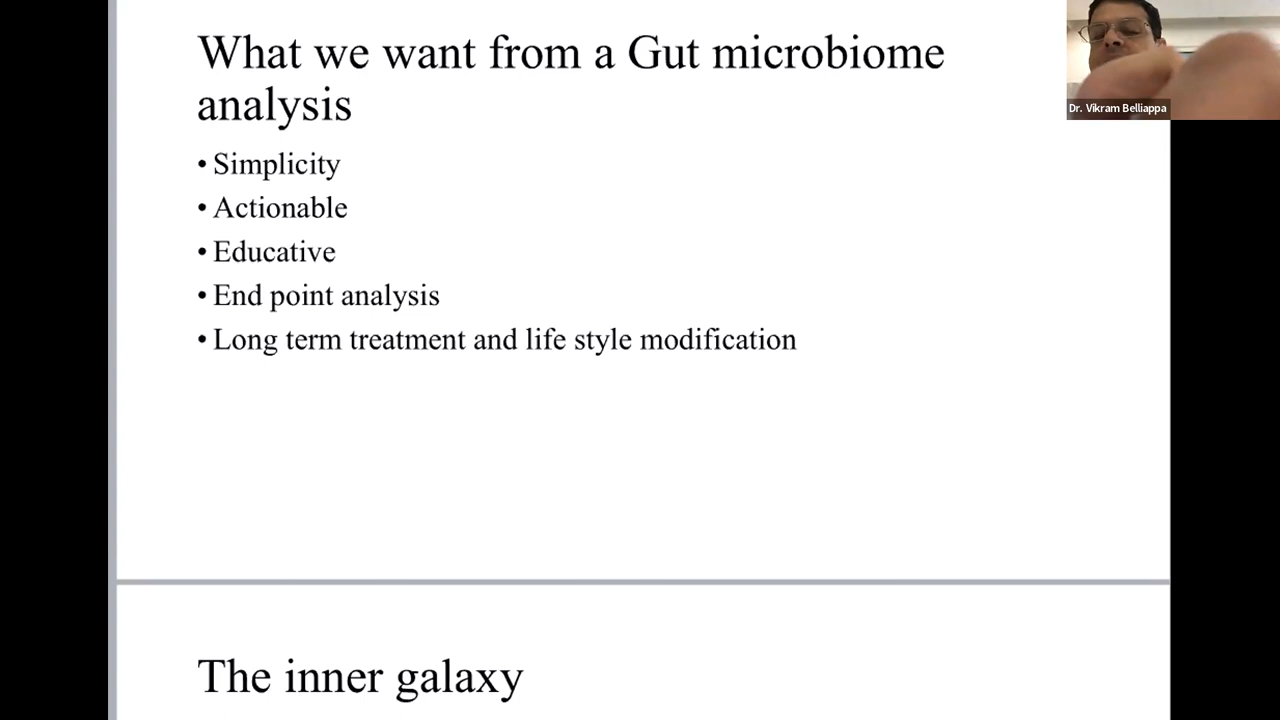 What we want from a Gut microbiome
analysis
• Simplicity
• Actionable
• Educative
• End point analysis
• Long term treatment and life style modification
The inner galaxy
Dr. Vikram Belliappa